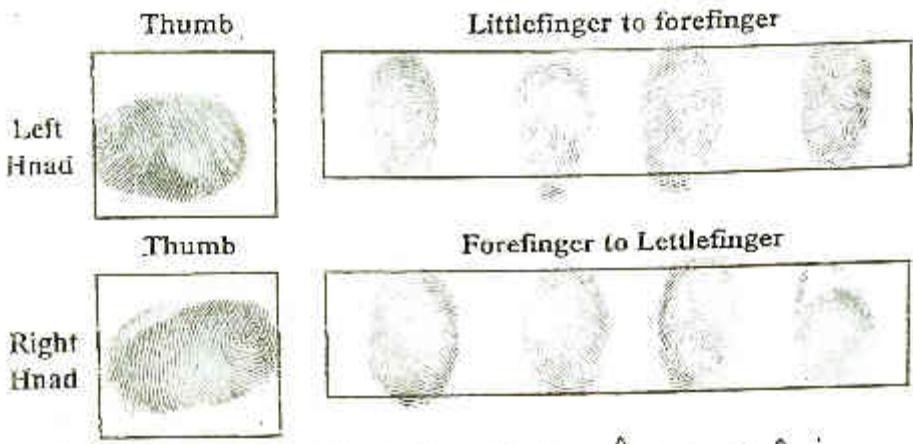 Thumb
Littlefinger to forefinger
Left
Hnad
Thumb
Forefinger to Lettlefinger
Right
Hnad